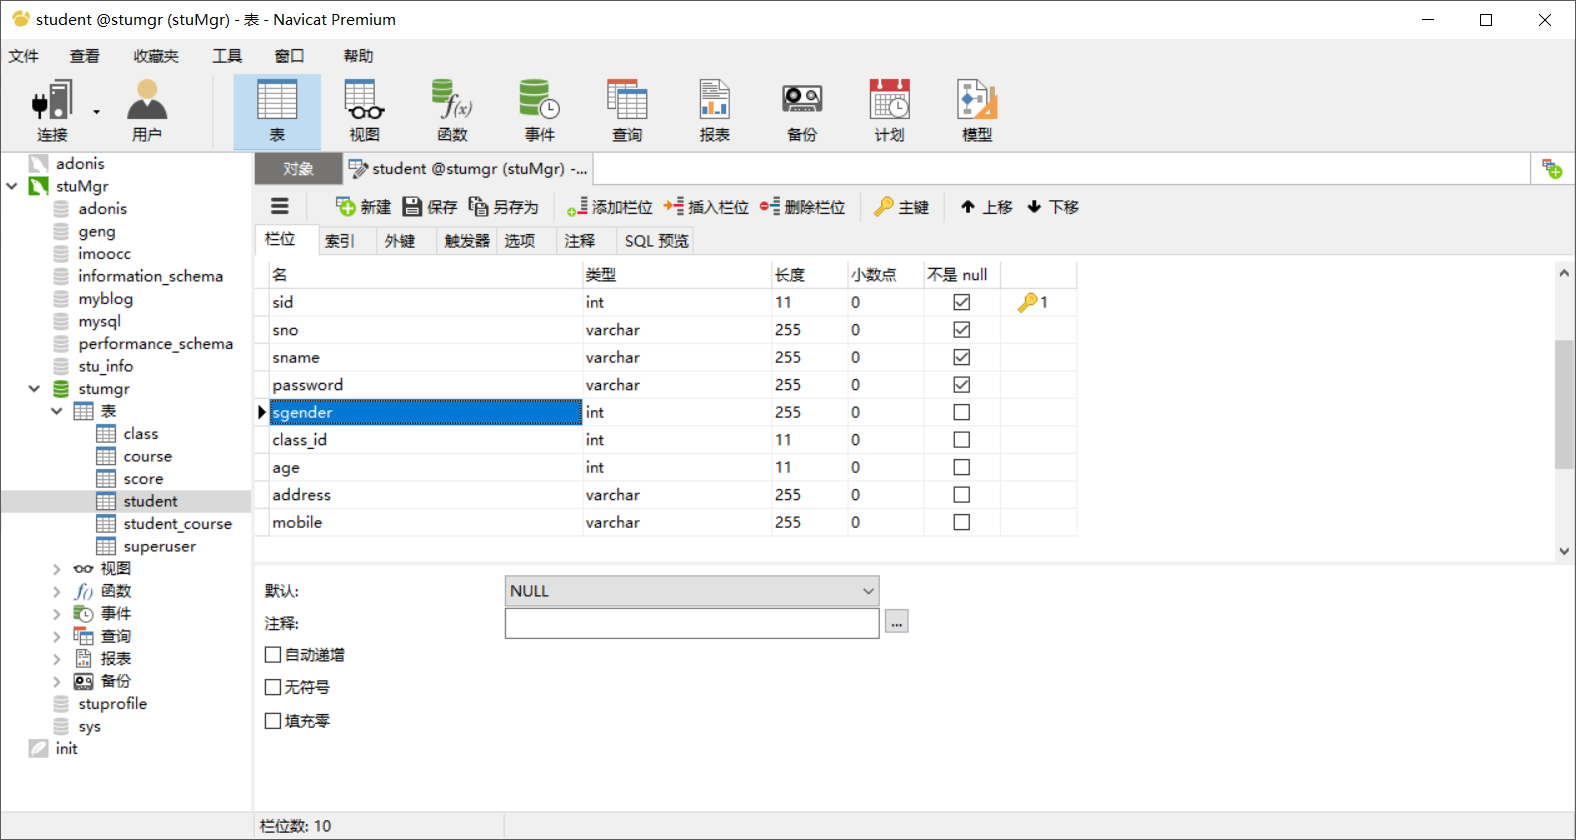 student @stumgr (stuMgr) - 表 - Navicat Premium
文件 查看 收藏夹 工具 窗口 帮助
连接 用户 表 视图 函数 事件 查询 报表 备份 计划 模型
adonis
stuMgr
adonis
geng
imoocc
information_schema
myblog
mysql
performance_schema
stu_info
stumgr
表
class
course
score
student
student_course
superuser
视图
函数
事件
查询
报表
备份
stuprofile
sys
init
对象 student @stumgr (stuMgr) -...
新建 保存 另存为 添加栏位 插入栏位 删除栏位 主键 上移 下移
栏位 索引 外键 触发器 选项 注释 SQL 预览
名 类型 长度 小数点 不是 null
sid int 11 0 1
sno varchar 255 0
sname varchar 255 0
password varchar 255 0
sgender int 255 0
class_id int 11 0
age int 11 0
address varchar 255 0
mobile varchar 255 0
默认: NULL
注释: ...
自动递增
无符号
填充零
栏位数: 10